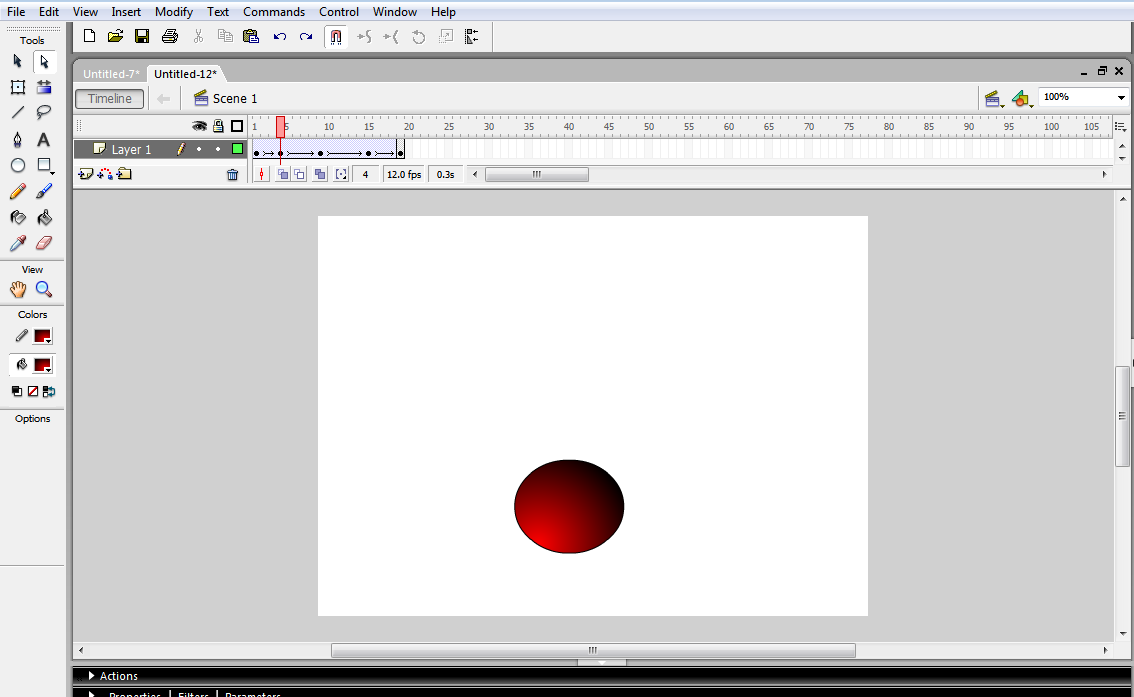 File Edit View Insert Modify Text Commands Control Window Help
Tools
Untitled-7* Untitled-12*
Timeline Scene 1 100%
1 5 10 15 20 25 30 35 40 45 50 55 60 65 70 75 80 85 90 95 100 105
Layer 1
4 12.0 fps 0.3s
View
Colors
Options
Actions
Properties Filters Parameters